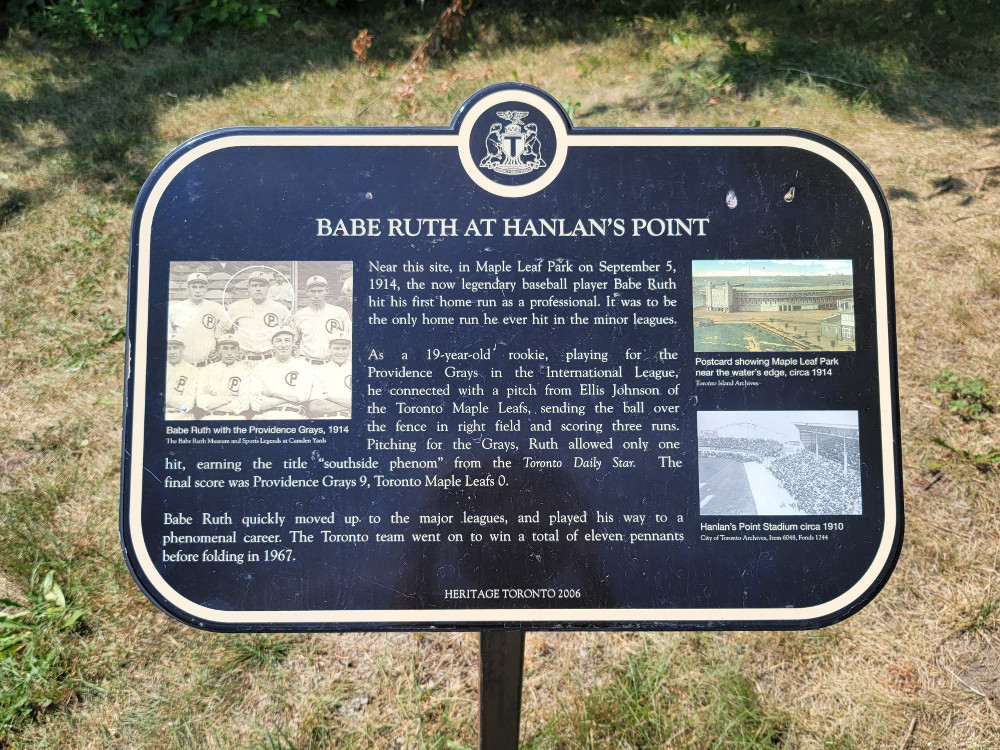 T
BABE RUTH AT HANLAN'S POINT
Near this site, in Maple Leaf Park on September 5,
1914, the now legendary baseball player Babe Ruth
hit his first home run as a professional. It was to be
the only home run he ever hit in the minor leagues.
As a 19-year-old rookie, playing for the
Providence Grays in the International League,
he connected with a pitch from Ellis Johnson of
the Toronto Maple Leafs, sending the ball over
the fence in right field and scoring three runs.
Pitching for the Grays, Ruth allowed only one
hit, earning the title "southside phenom" from the Toronto Daily Star. The
final score was Providence Grays 9, Toronto Maple Leafs 0.
Babe Ruth quickly moved up to the major leagues, and played his way to a
phenomenal career. The Toronto team went on to win a total of eleven pennants
before folding in 1967.
P
P
P
P
P
P
Babe Ruth with the Providence Grays, 1914
The Babe Ruth Museum and Sports Legends at Camden Yards
Postcard showing Maple Leaf Park
near the water's edge, circa 1914
Toronto Island Archives
Hanlan's Point Stadium circa 1910
City of Toronto Archives, Item 6048, Fonds 1244
HERITAGE TORONTO 2006